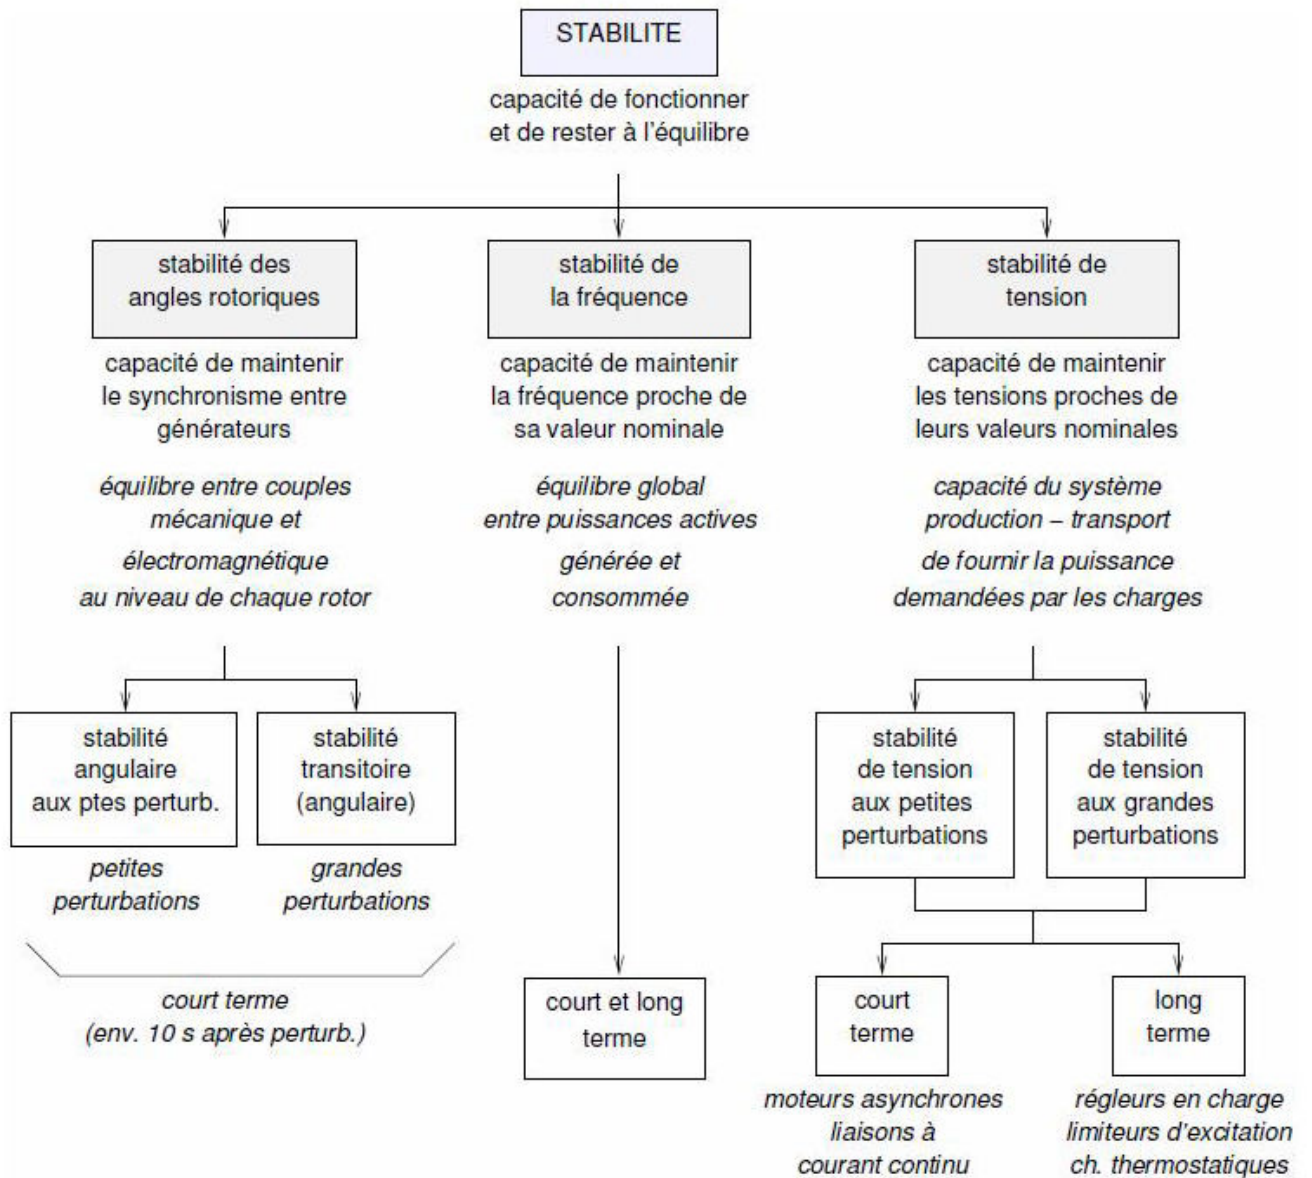 STABILITE
capacité de fonctionner
et de rester à l'équilibre
stabilité des
angles rotoriques
capacité de maintenir
le synchronisme entre
générateurs
équilibre entre couples
mécanique et
électromagnétique
au niveau de chaque rotor
stabilité
angulaire
aux ptes perturb.
petites
perturbations
stabilité
transitoire
(angulaire)
grandes
perturbations
court terme
(env. 10 s après perturb.)
stabilité de
la fréquence
capacité de maintenir
la fréquence proche de
sa valeur nominale
équilibre global
entre puissances actives
générée et
consommée
court et long
terme
stabilité de
tension
capacité de maintenir
les tensions proches de
leurs valeurs nominales
capacité du système
production – transport
de fournir la puissance
demandées par les charges
stabilité
de tension
aux petites
perturbations
stabilité
de tension
aux grandes
perturbations
court
terme
moteurs asynchrones
liaisons à
courant continu
long
terme
régleurs en charge
limiteurs d'excitation
ch. thermostatiques